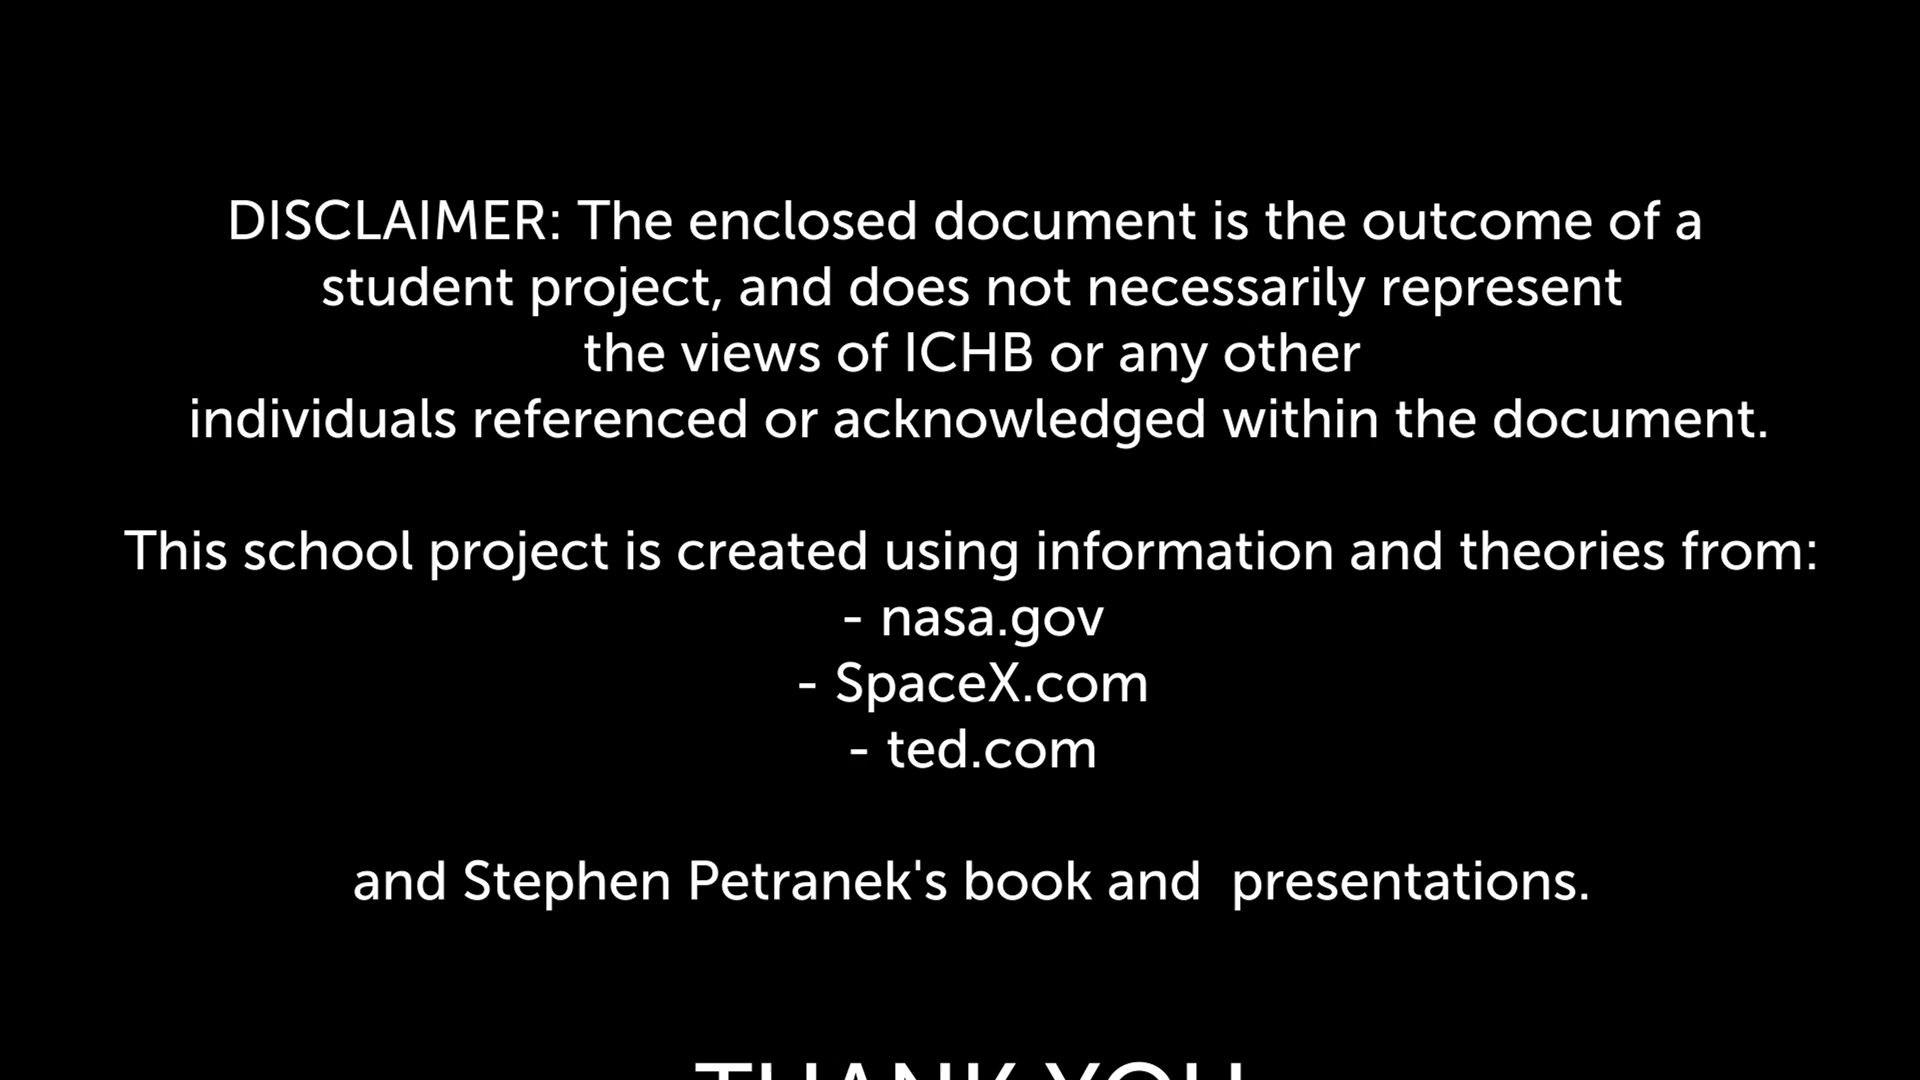 DISCLAIMER: The enclosed document is the outcome of a
student project, and does not necessarily represent
the views of ICHB or any other
individuals referenced or acknowledged within the document.
This school project is created using information and theories from:
- nasa.gov
- SpaceX.com
- ted.com
and Stephen Petranek's book and  presentations.
THANK YOU